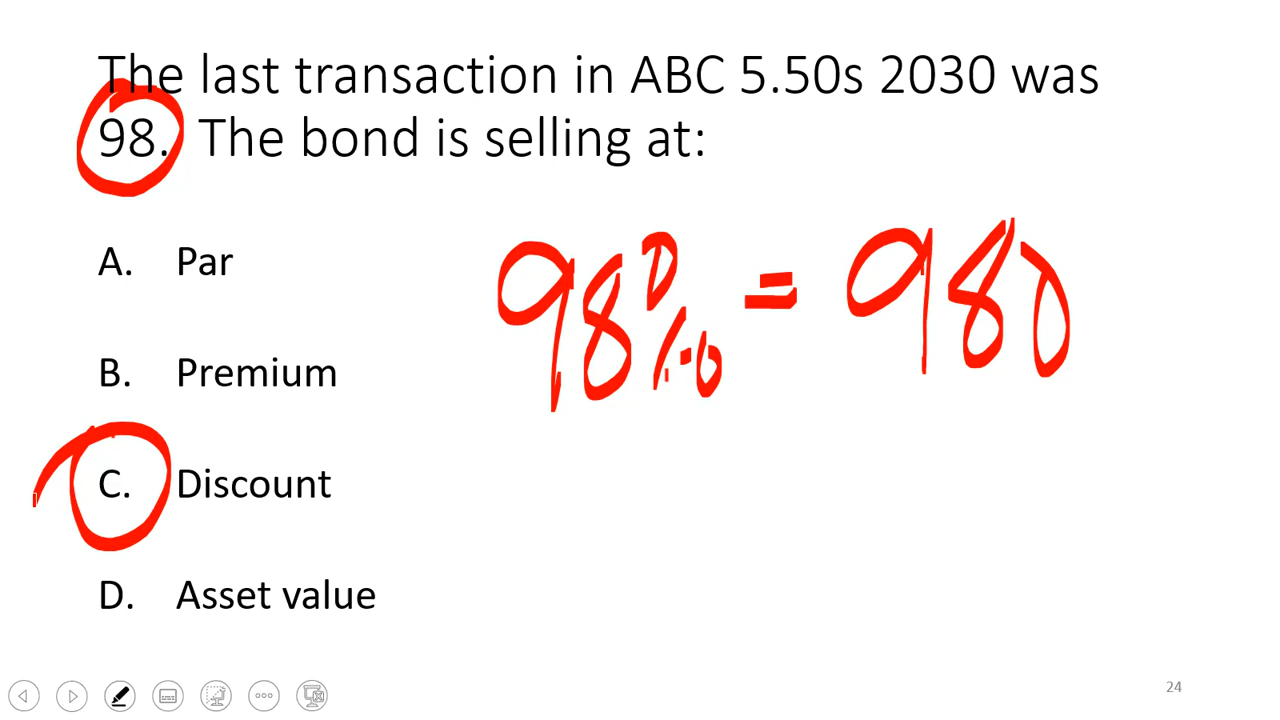 The last transaction in ABC 5.50s 2030 was
98. The bond is selling at:
A. Par
98% = 980
B. Premium
C. Discount
D. Asset value
24